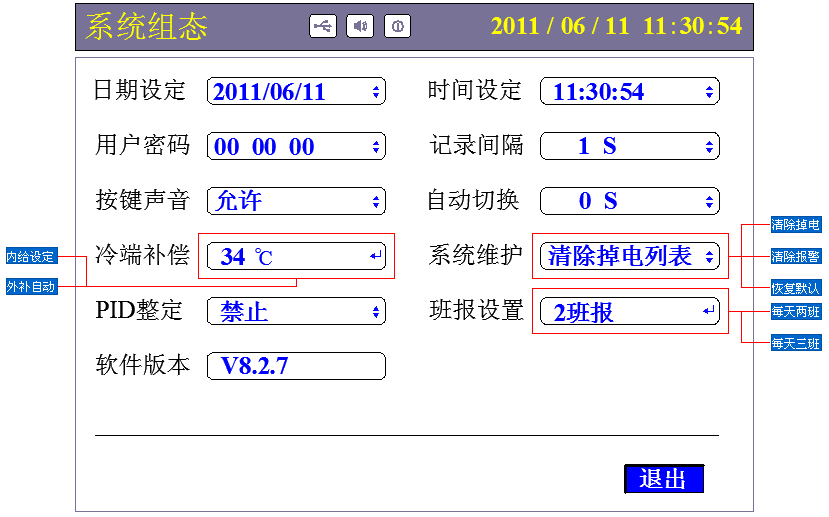 系统组态 2011 / 06 / 11 11:30:54
日期设定 2011/06/11 时间设定 11:30:54
用户密码 00 00 00 记录间隔 1 S
按键声音 允许 自动切换 0 S
清除掉电
内给设定 冷端补偿 34 ℃ 系统维护 清除掉电列表 清除报警
外补自动 恢复默认
PID整定 禁止 班报设置 2班报 每天两班
每天三班
软件版本 V8.2.7
退出